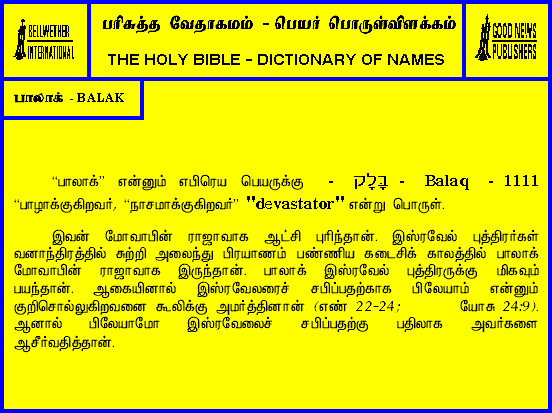 BELLWETHER
INTERNATIONAL
பரிசுத்த வேதாகமம் - பெயர் பொருள்விளக்கம்
THE HOLY BIBLE - DICTIONARY OF NAMES
GOOD NEWS
PUBLISHERS
பாலாக் - BALAK
“பாலாக்” என்னும் எபிரெய பெயருக்கு - בָּלָק - Balaq - 1111
“பாழாக்குகிறவர், “நாசமாக்குகிறவர்” "devastator" என்று பொருள்.
இவன் மோவாபின் ராஜாவாக ஆட்சி புரிந்தான். இஸ்ரவேல் புத்திரர்கள்
வனாந்திரத்தில் சுற்றி அலைந்து பிரயாணம் பண்ணிய கடைசிக் காலத்தில் பாலாக்
மோவாபின் ராஜாவாக இருந்தான். பாலாக் இஸ்ரவேல் புத்திரருக்கு மிகவும்
பயந்தான். ஆகையினால் இஸ்ரவேலரைச் சபிப்பதற்காக பிலேயாம் என்னும்
குறிசொல்லுகிறவனை கூலிக்கு அமர்த்தினான் (எண் 22-24; யோசு 24:9).
ஆனால் பிலேயாமோ இஸ்ரவேலைச் சபிப்பதற்கு பதிலாக அவர்களை
ஆசீர்வதித்தான்.